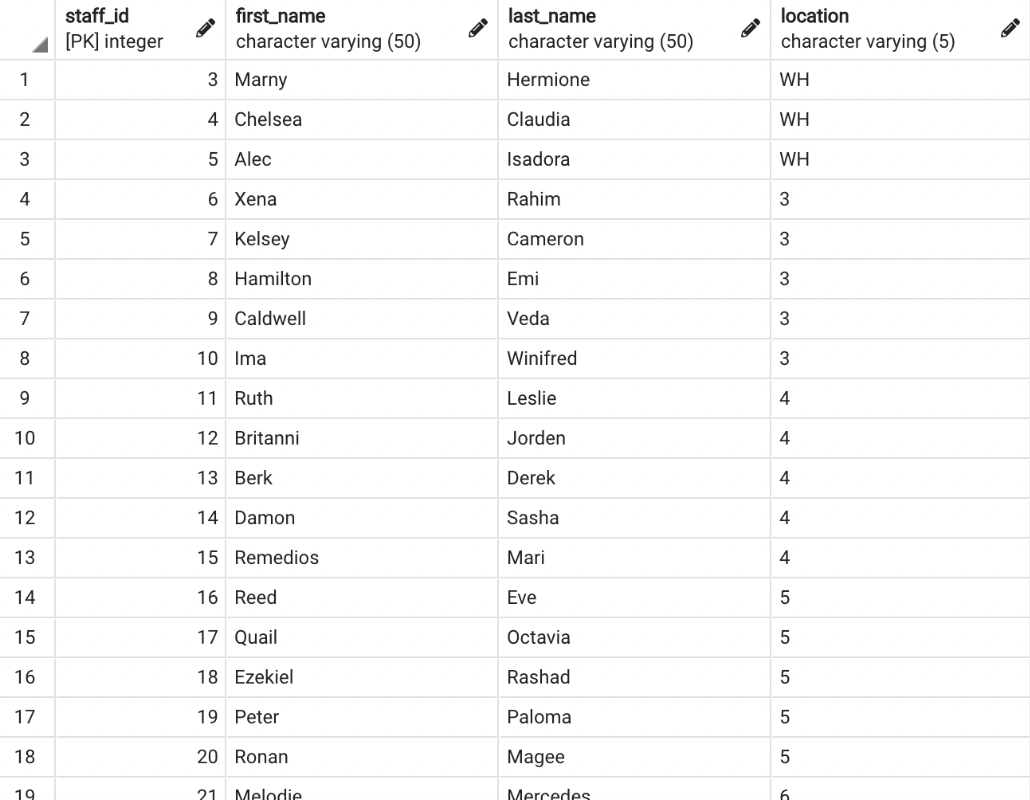 staff_id first_name last_name location
[PK] integer character varying (50) character varying (50) character varying (5)
1 3 Marny Hermione WH
2 4 Chelsea Claudia WH
3 5 Alec Isadora WH
4 6 Xena Rahim 3
5 7 Kelsey Cameron 3
6 8 Hamilton Emi 3
7 9 Caldwell Veda 3
8 10 Ima Winifred 3
9 11 Ruth Leslie 4
10 12 Britanni Jorden 4
11 13 Berk Derek 4
12 14 Damon Sasha 4
13 15 Remedios Mari 4
14 16 Reed Eve 5
15 17 Quail Octavia 5
16 18 Ezekiel Rashad 5
17 19 Peter Paloma 5
18 20 Ronan Magee 5
19 21 Melodie Mercedes 6